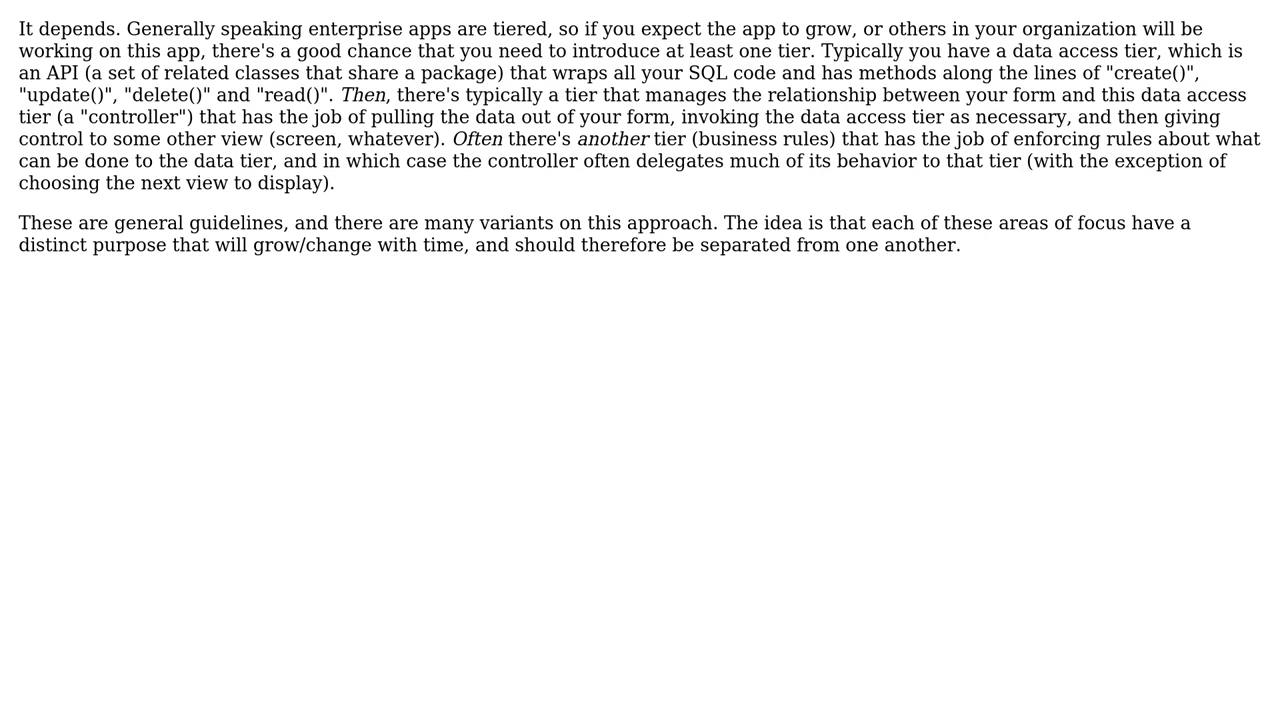 It depends. Generally speaking enterprise apps are tiered, so if you expect the app to grow, or others in your organization will be
working on this app, there's a good chance that you need to introduce at least one tier. Typically you have a data access tier, which is
an API (a set of related classes that share a package) that wraps all your SQL code and has methods along the lines of "create()",
"update()", "delete()" and "read()". Then, there's typically a tier that manages the relationship between your form and this data access
tier (a "controller") that has the job of pulling the data out of your form, invoking the data access tier as necessary, and then giving
control to some other view (screen, whatever). Often there's another tier (business rules) that has the job of enforcing rules about what
can be done to the data tier, and in which case the controller often delegates much of its behavior to that tier (with the exception of
choosing the next view to display).
These are general guidelines, and there are many variants on this approach. The idea is that each of these areas of focus have a
distinct purpose that will grow/change with time, and should therefore be separated from one another.